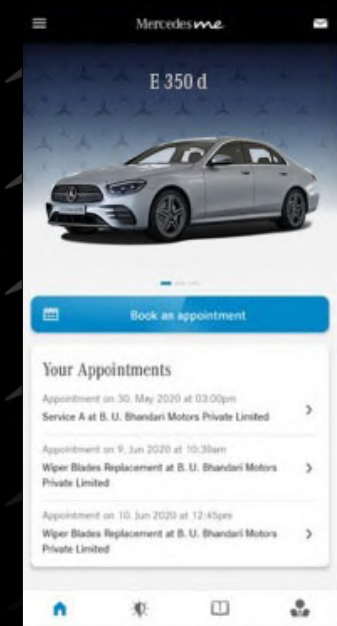 Mercedes me
E 350 d
Book an appointment
Your Appointments
Appointment on 30. May 2020 at 03:00pm
Service A at B. U. Bhandari Motors Private Limited
Appointment on 9. Jun 2020 at 10:30am
Wiper Blades Replacement at B. U. Bhandari Motors
Private Limited
Appointment on 10. Jun 2020 at 12:45pm
Wiper Blades Replacement at B. U. Bhandari Motors
Private Limited